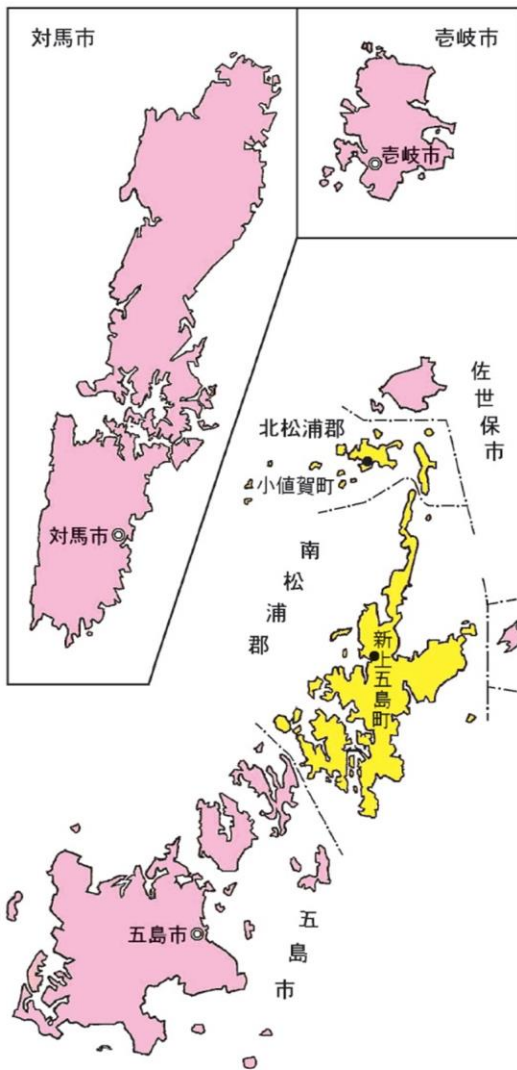 対馬市
壱岐市
壱岐市
対馬市
佐世保市
北松浦郡
小値賀町
南松浦郡
新上五島町
五島市
五島市